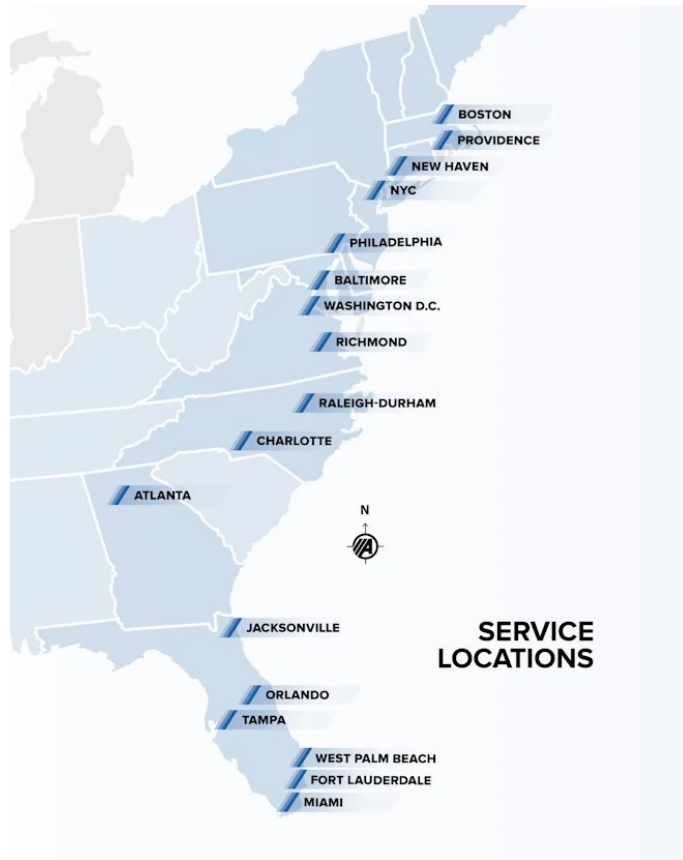 BOSTON
PROVIDENCE
NEW HAVEN
NYC
PHILADELPHIA
BALTIMORE
WASHINGTON D.C.
RICHMOND
RALEIGH-DURHAM
CHARLOTTE
ATLANTA
N
A
JACKSONVILLE
SERVICE
LOCATIONS
ORLANDO
TAMPA
WEST PALM BEACH
FORT LAUDERDALE
MIAMI